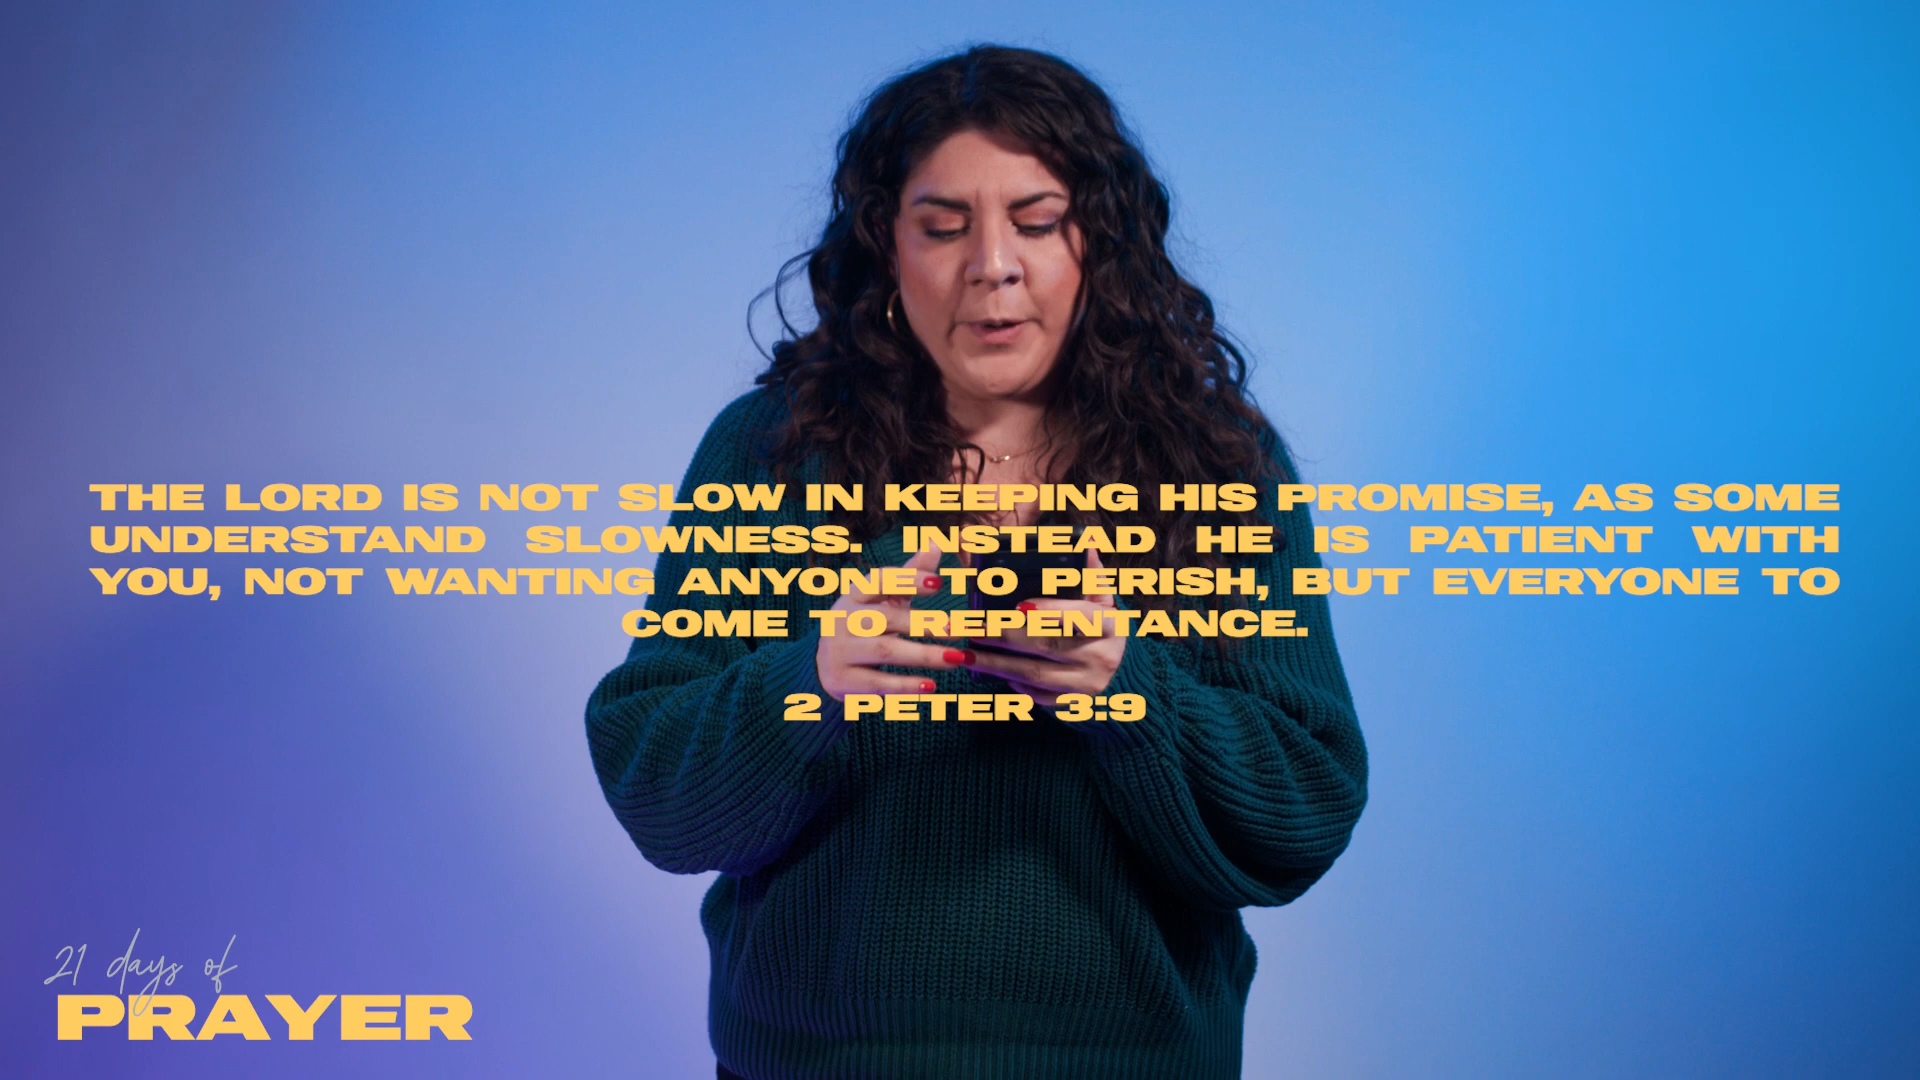 THE LORD IS NOT SLOW IN KEEPING HIS PROMISE, AS SOME
UNDERSTAND SLOWNESS. INSTEAD HE IS PATIENT WITH
YOU, NOT WANTING ANYONE TO PERISH, BUT EVERYONE TO
COME TO REPENTANCE.
2 PETER 3:9
21 days of
PRAYER